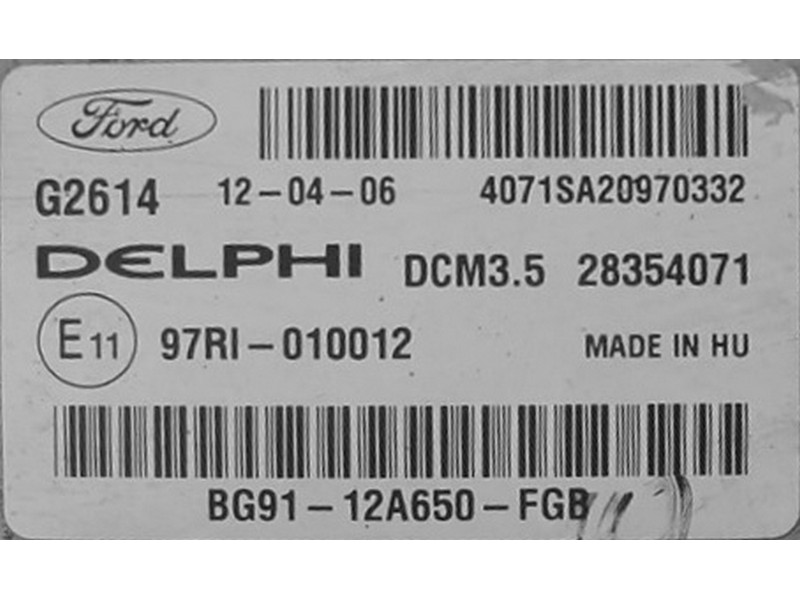 Ford
G2614 12-04-06 4071SA20970332
DELPHI DCM3.5 28354071
E11 97RI-010012 MADE IN HU
BG91-12A650-FGB